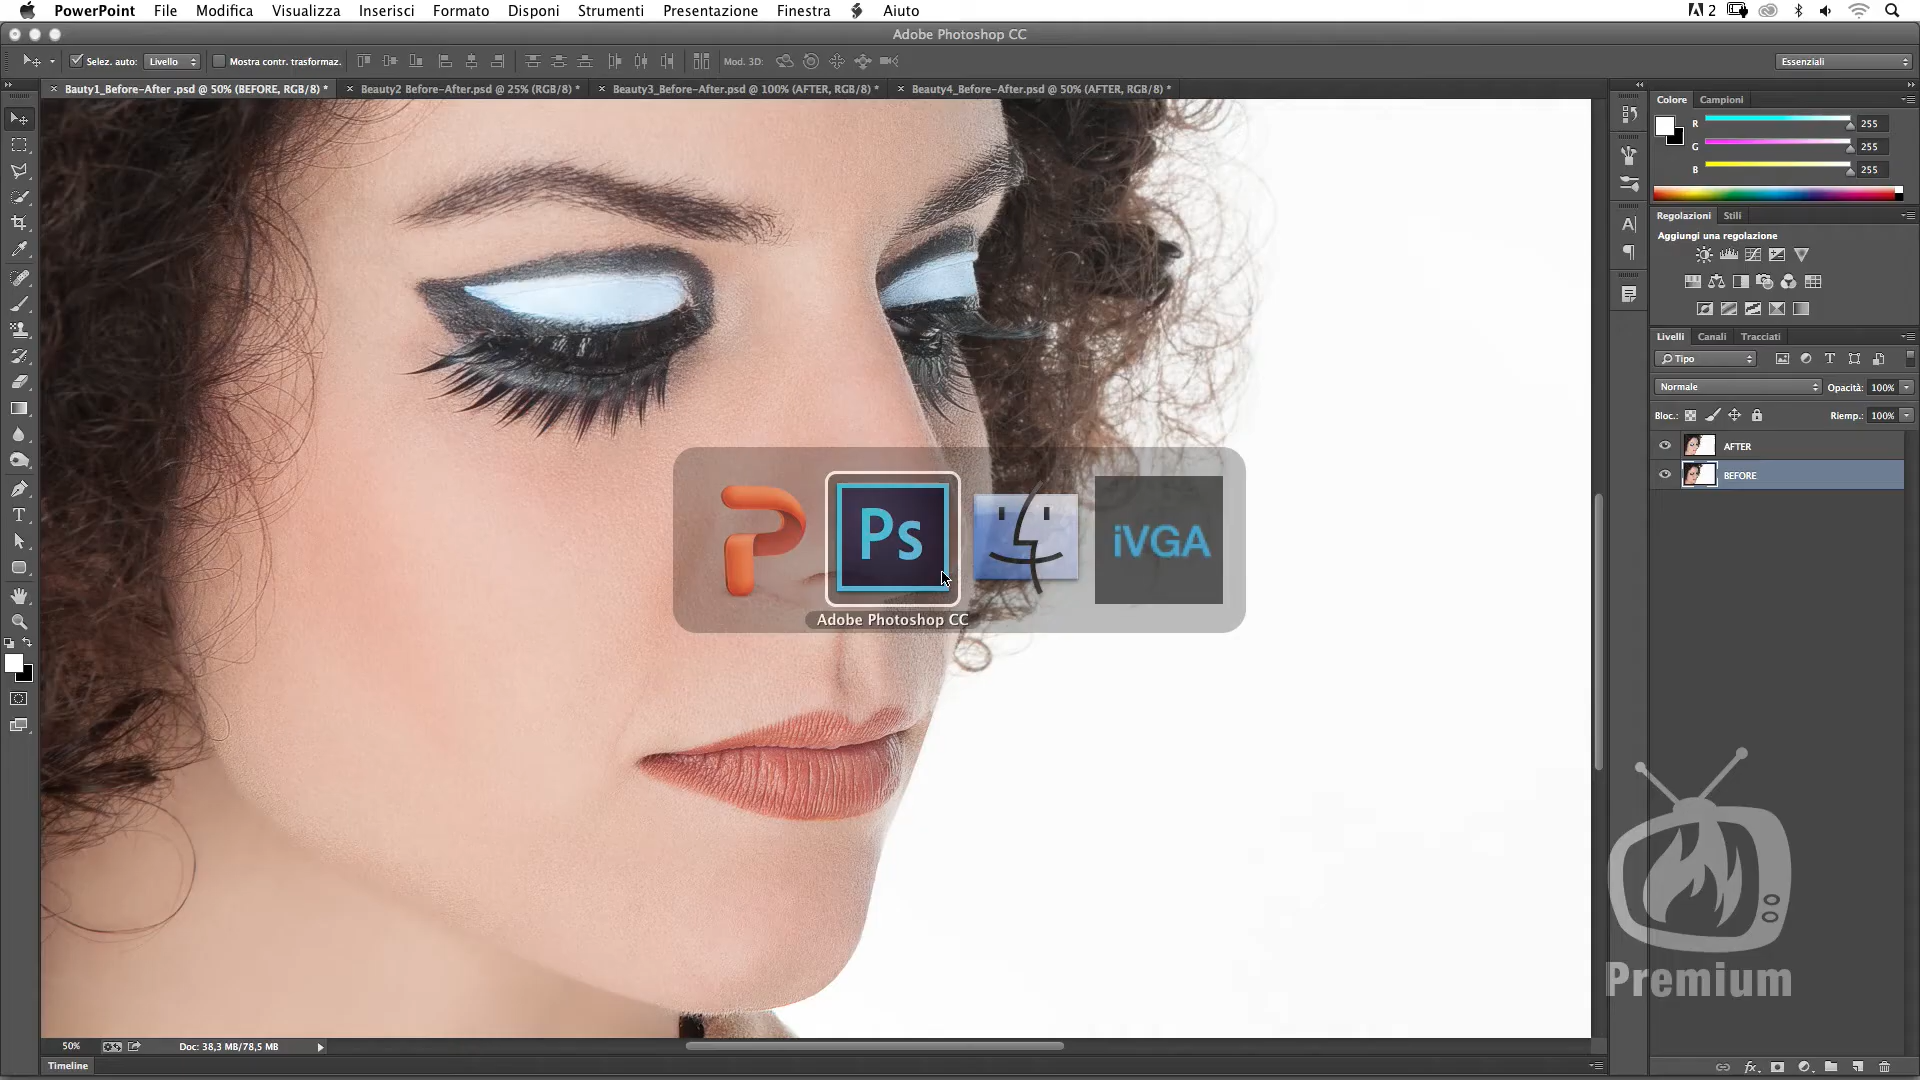 PowerPoint File Modifica Visualizza Inserisci Formato Disponi Strumenti Presentazione Finestra Aiuto 2
Adobe Photoshop CC
Selez. auto: Livello Mostra contr. trasformaz. Mod. 3D: Essenziali
Bauty1_Before-After .psd @ 50% (BEFORE, RGB/8) * Beauty2 Before-After.psd @ 25% (RGB/8) * Beauty3_Before-After.psd @ 100% (AFTER, RGB/8) * Beauty4_Before-After.psd @ 50% (AFTER, RGB/8) *
Colore Campioni
R 255
G 255
B 255
Regolazioni Stili
Aggiungi una regolazione
Livelli Canali Tracciati
Tipo
Normale Opacità: 100%
Bloc.: Riemp.: 100%
AFTER
BEFORE
Ps
iVGA
Adobe Photoshop CC
Premium
50% Doc: 38,3 MB/78,5 MB
Timeline